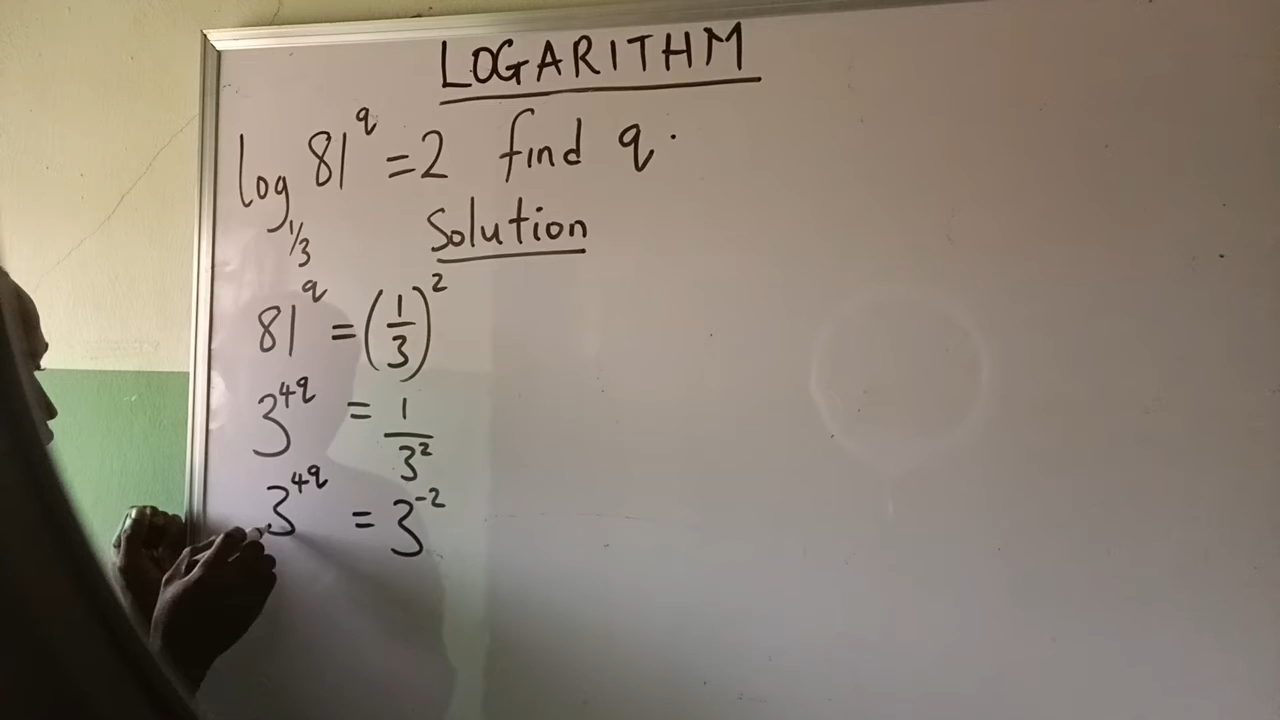 LOGARITHM
log_{1/3} 81^q = 2 find q.
Solution
81^q = (1/3)^2
3^{4q} = 1/3^2
3^{4q} = 3^{-2}